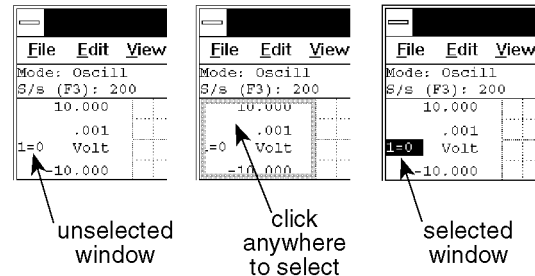 File Edit View
Mode: Oscill
S/s (F3): 200
10.000
.001
1=0 Volt
-10.000
unselected
window
File Edit View
Mode: Oscill
S/s (F3): 200
10.000
.001
.=0 Volt
-10.000
click
anywhere
to select
File Edit View
Mode: Oscill
S/s (F3): 200
10.000
.001
1=0 Volt
-10.000
selected
window